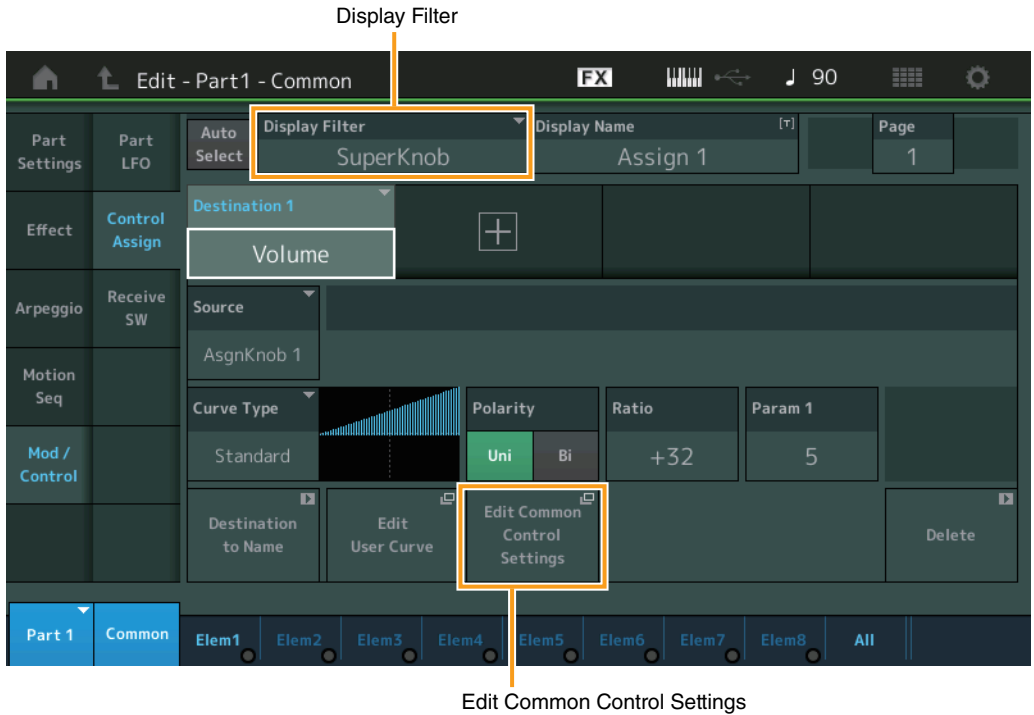 Display Filter
Edit - Part1 - Common
FX
90
Part
Settings
Part
LFO
Auto
Select
Display Filter
SuperKnob
Display Name
[T]
Assign 1
Page
1
Effect
Control
Assign
Destination 1
Volume
Arpeggio
Receive
SW
Source
AsgnKnob 1
Motion
Seq
Curve Type
Standard
Polarity
Uni
Bi
Ratio
+32
Param 1
5
Mod /
Control
Destination
to Name
Edit
User Curve
Edit Common
Control
Settings
Delete
Part 1
Common
Elem1
Elem2
Elem3
Elem4
Elem5
Elem6
Elem7
Elem8
All
Edit Common Control Settings